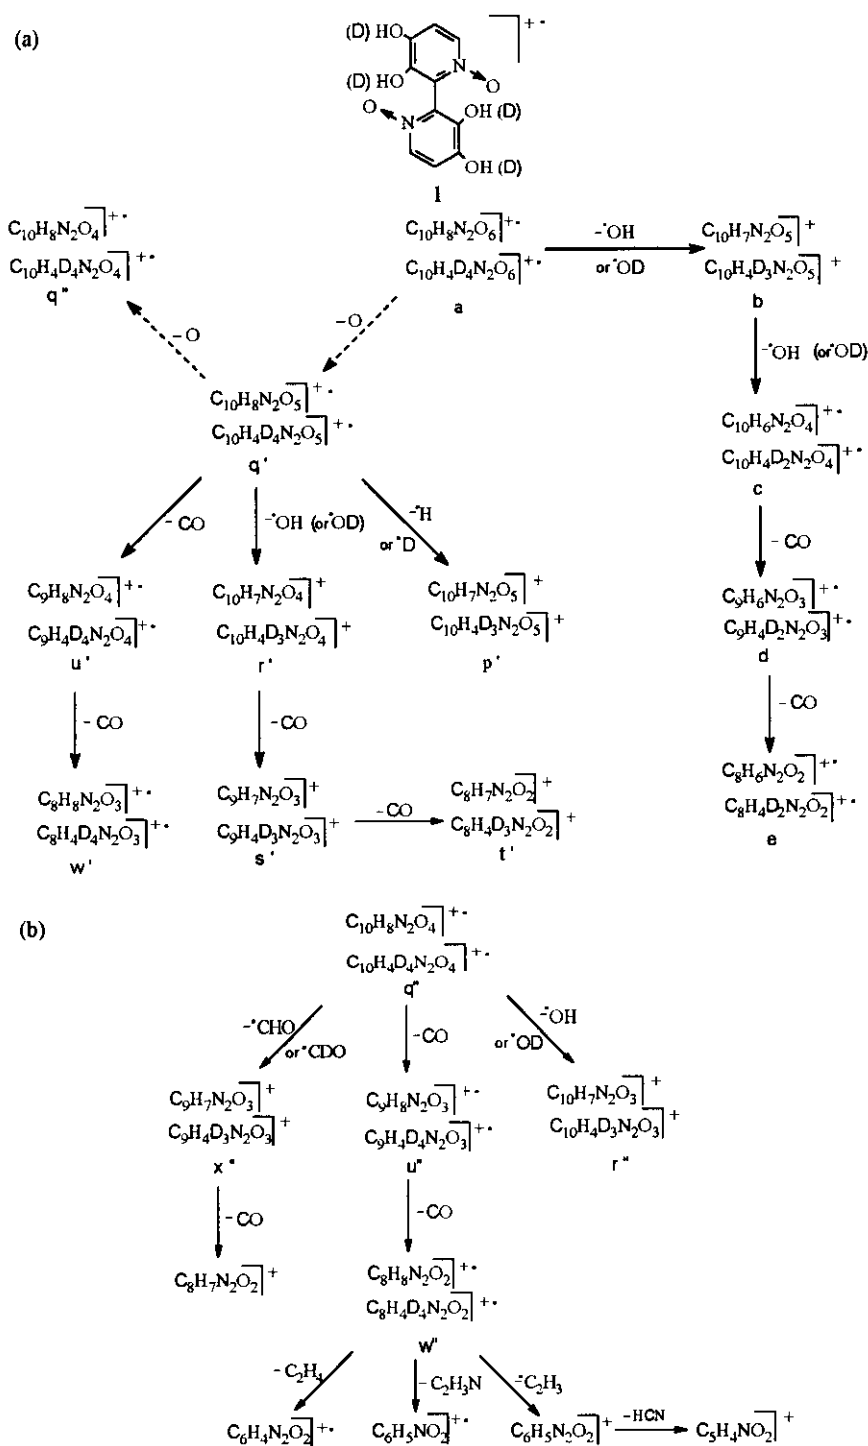 (a)
(D) HO
(D) HO
N
O
O
N
OH (D)
OH (D)
+•
1
C10H8N2O4 +•
C10H4D4N2O4 +•
q"
C10H8N2O6 +•
C10H4D4N2O6 +•
a
-•OH
or •OD
C10H7N2O5 +
C10H4D3N2O5 +
b
-O
-O
-•OH (or •OD)
C10H8N2O5 +•
C10H4D4N2O5 +•
q'
C10H6N2O4 +•
C10H4D2N2O4 +•
c
-CO
-•OH (or •OD)
-•H
or •D
-CO
C9H8N2O4 +•
C9H4D4N2O4 +•
u'
C10H7N2O4 +
C10H4D3N2O4 +
r'
C10H7N2O5 +
C10H4D3N2O5 +
p'
C9H6N2O3 +•
C9H4D2N2O3 +•
d
-CO
-CO
-CO
C8H8N2O3 +•
C8H4D4N2O3 +•
w'
C9H7N2O3 +
C9H4D3N2O3 +
s'
-CO
C8H7N2O2 +
C8H4D3N2O2 +
t'
C8H6N2O2 +•
C8H4D2N2O2 +•
e
(b)
C10H8N2O4 +•
C10H4D4N2O4 +•
q"
-•CHO
or •CDO
-CO
-•OH
or •OD
C9H7N2O3 +
C9H4D3N2O3 +
x"
C9H8N2O3 +•
C9H4D4N2O3 +•
u"
C10H7N2O3 +
C10H4D3N2O3 +
r"
-CO
-CO
C8H7N2O2 +
C8H8N2O2 +•
C8H4D4N2O2 +•
w"
-C2H4
-C2H3N
-•C2H3
C6H4N2O2 +•
C6H5NO2 +•
C6H5N2O2 +
-HCN
C5H4NO2 +